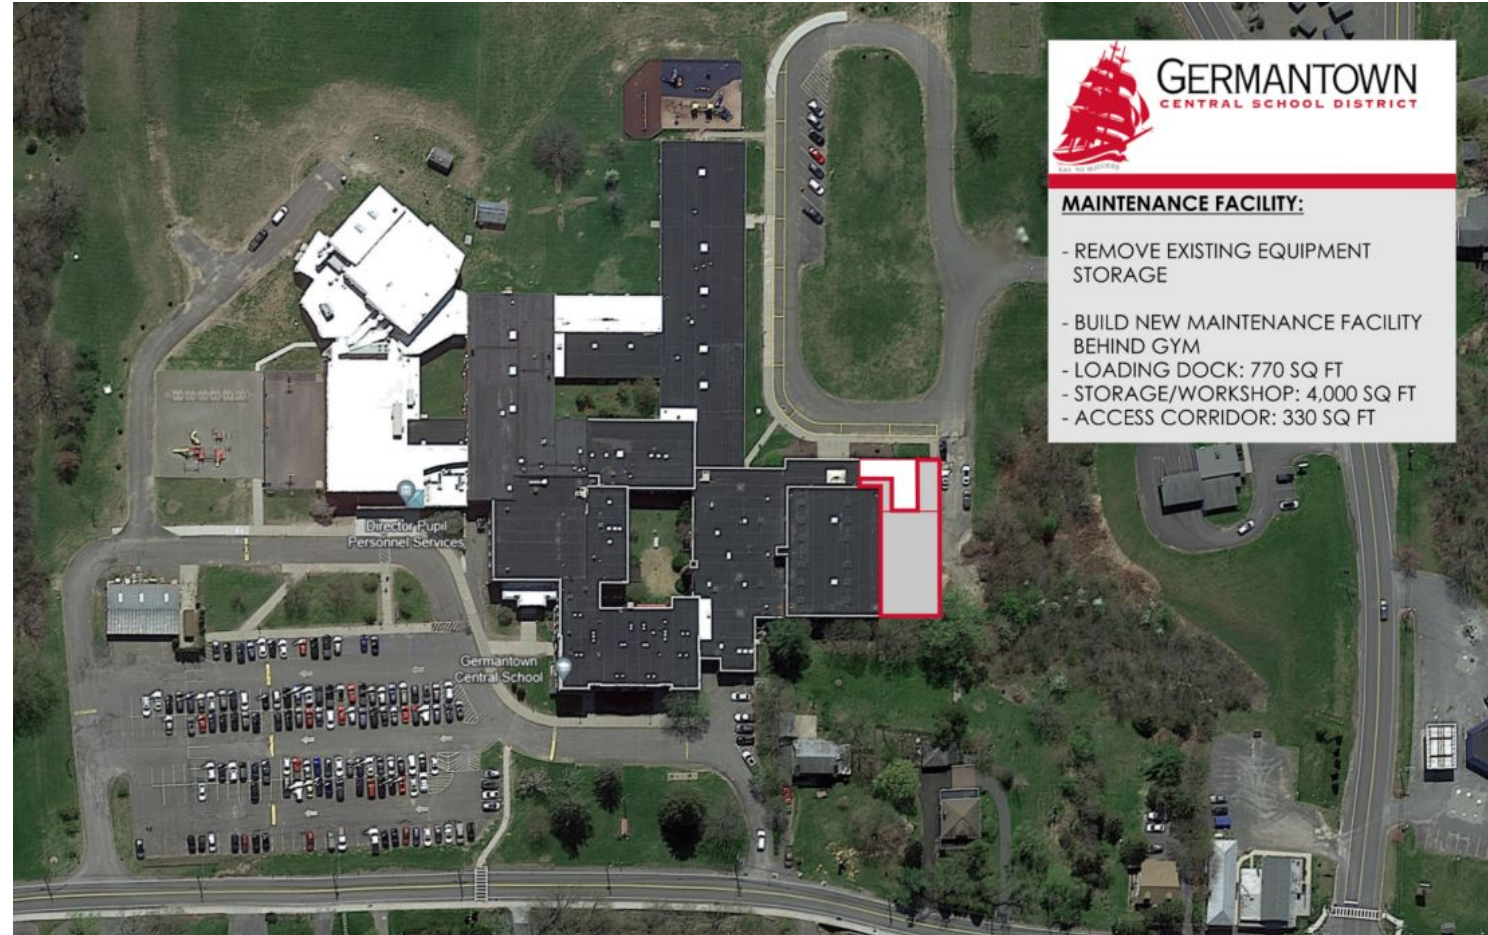 GERMANTOWN
CENTRAL SCHOOL DISTRICT
MAINTENANCE FACILITY:
- REMOVE EXISTING EQUIPMENT
STORAGE
- BUILD NEW MAINTENANCE FACILITY
BEHIND GYM
- LOADING DOCK: 770 SQ FT
- STORAGE/WORKSHOP: 4,000 SQ FT
- ACCESS CORRIDOR: 330 SQ FT
Director Pupil
Personnel Services
Germantown
Central School